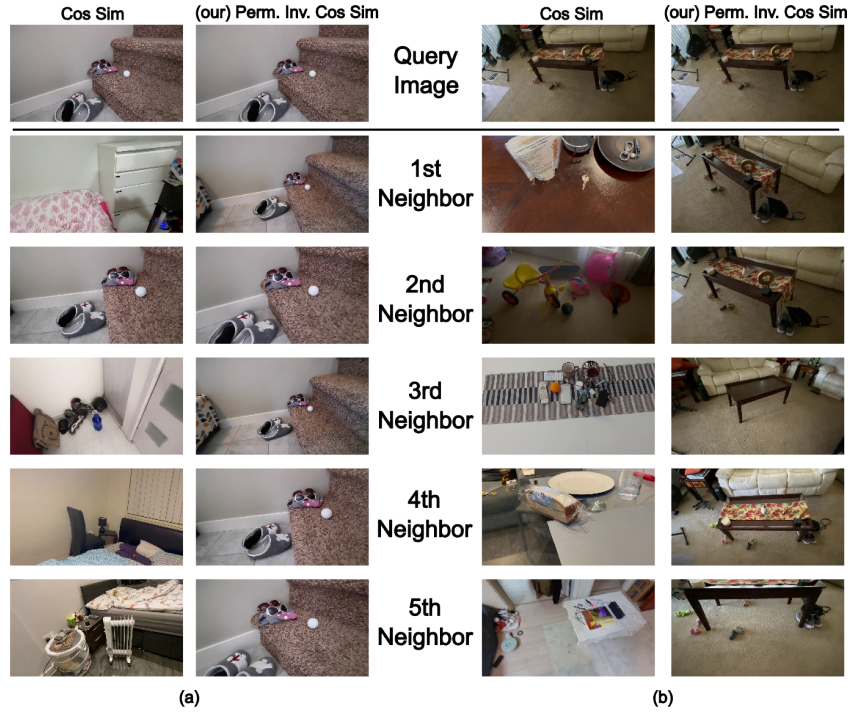 Cos Sim (our) Perm. Inv. Cos Sim Cos Sim (our) Perm. Inv. Cos Sim
Query
Image
1st
Neighbor
2nd
Neighbor
3rd
Neighbor
4th
Neighbor
5th
Neighbor
(a) (b)